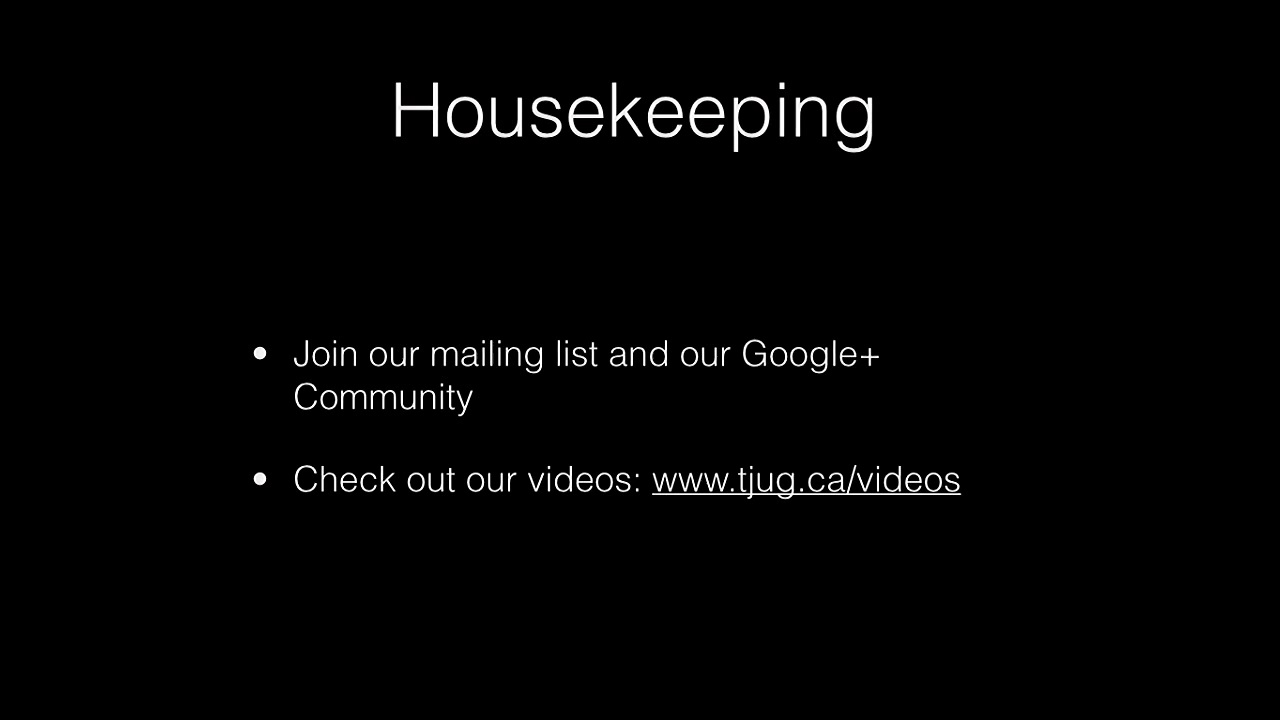 Housekeeping
• Join our mailing list and our Google+
Community
• Check out our videos: www.tjug.ca/videos